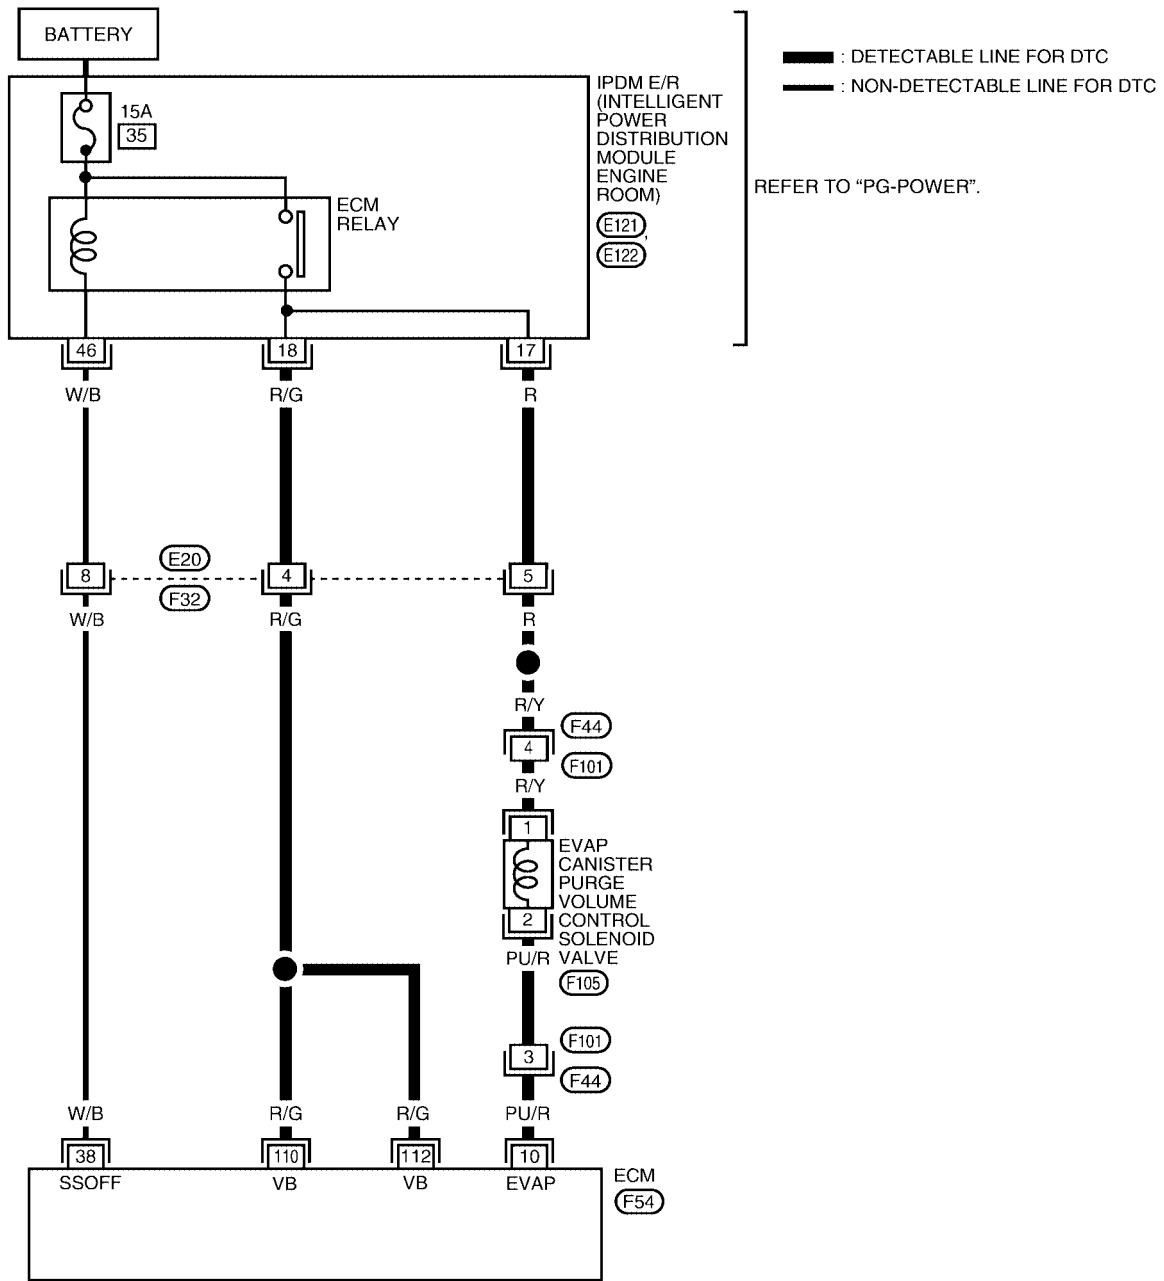 BATTERY
: DETECTABLE LINE FOR DTC
: NON-DETECTABLE LINE FOR DTC
15A
35
IPDM E/R
(INTELLIGENT
POWER
DISTRIBUTION
MODULE
ENGINE
ROOM)
E121,
E122
REFER TO “PG-POWER”.
ECM
RELAY
46
18
17
W/B
R/G
R
8
E20
F32
4
5
W/B
R/G
R
R/Y
F44
4
F101
R/Y
1
EVAP
CANISTER
PURGE
VOLUME
CONTROL
SOLENOID
VALVE
2
PU/R
F105
F101
3
F44
W/B
R/G
R/G
PU/R
38
110
112
10
SSOFF
VB
VB
EVAP
ECM
F54